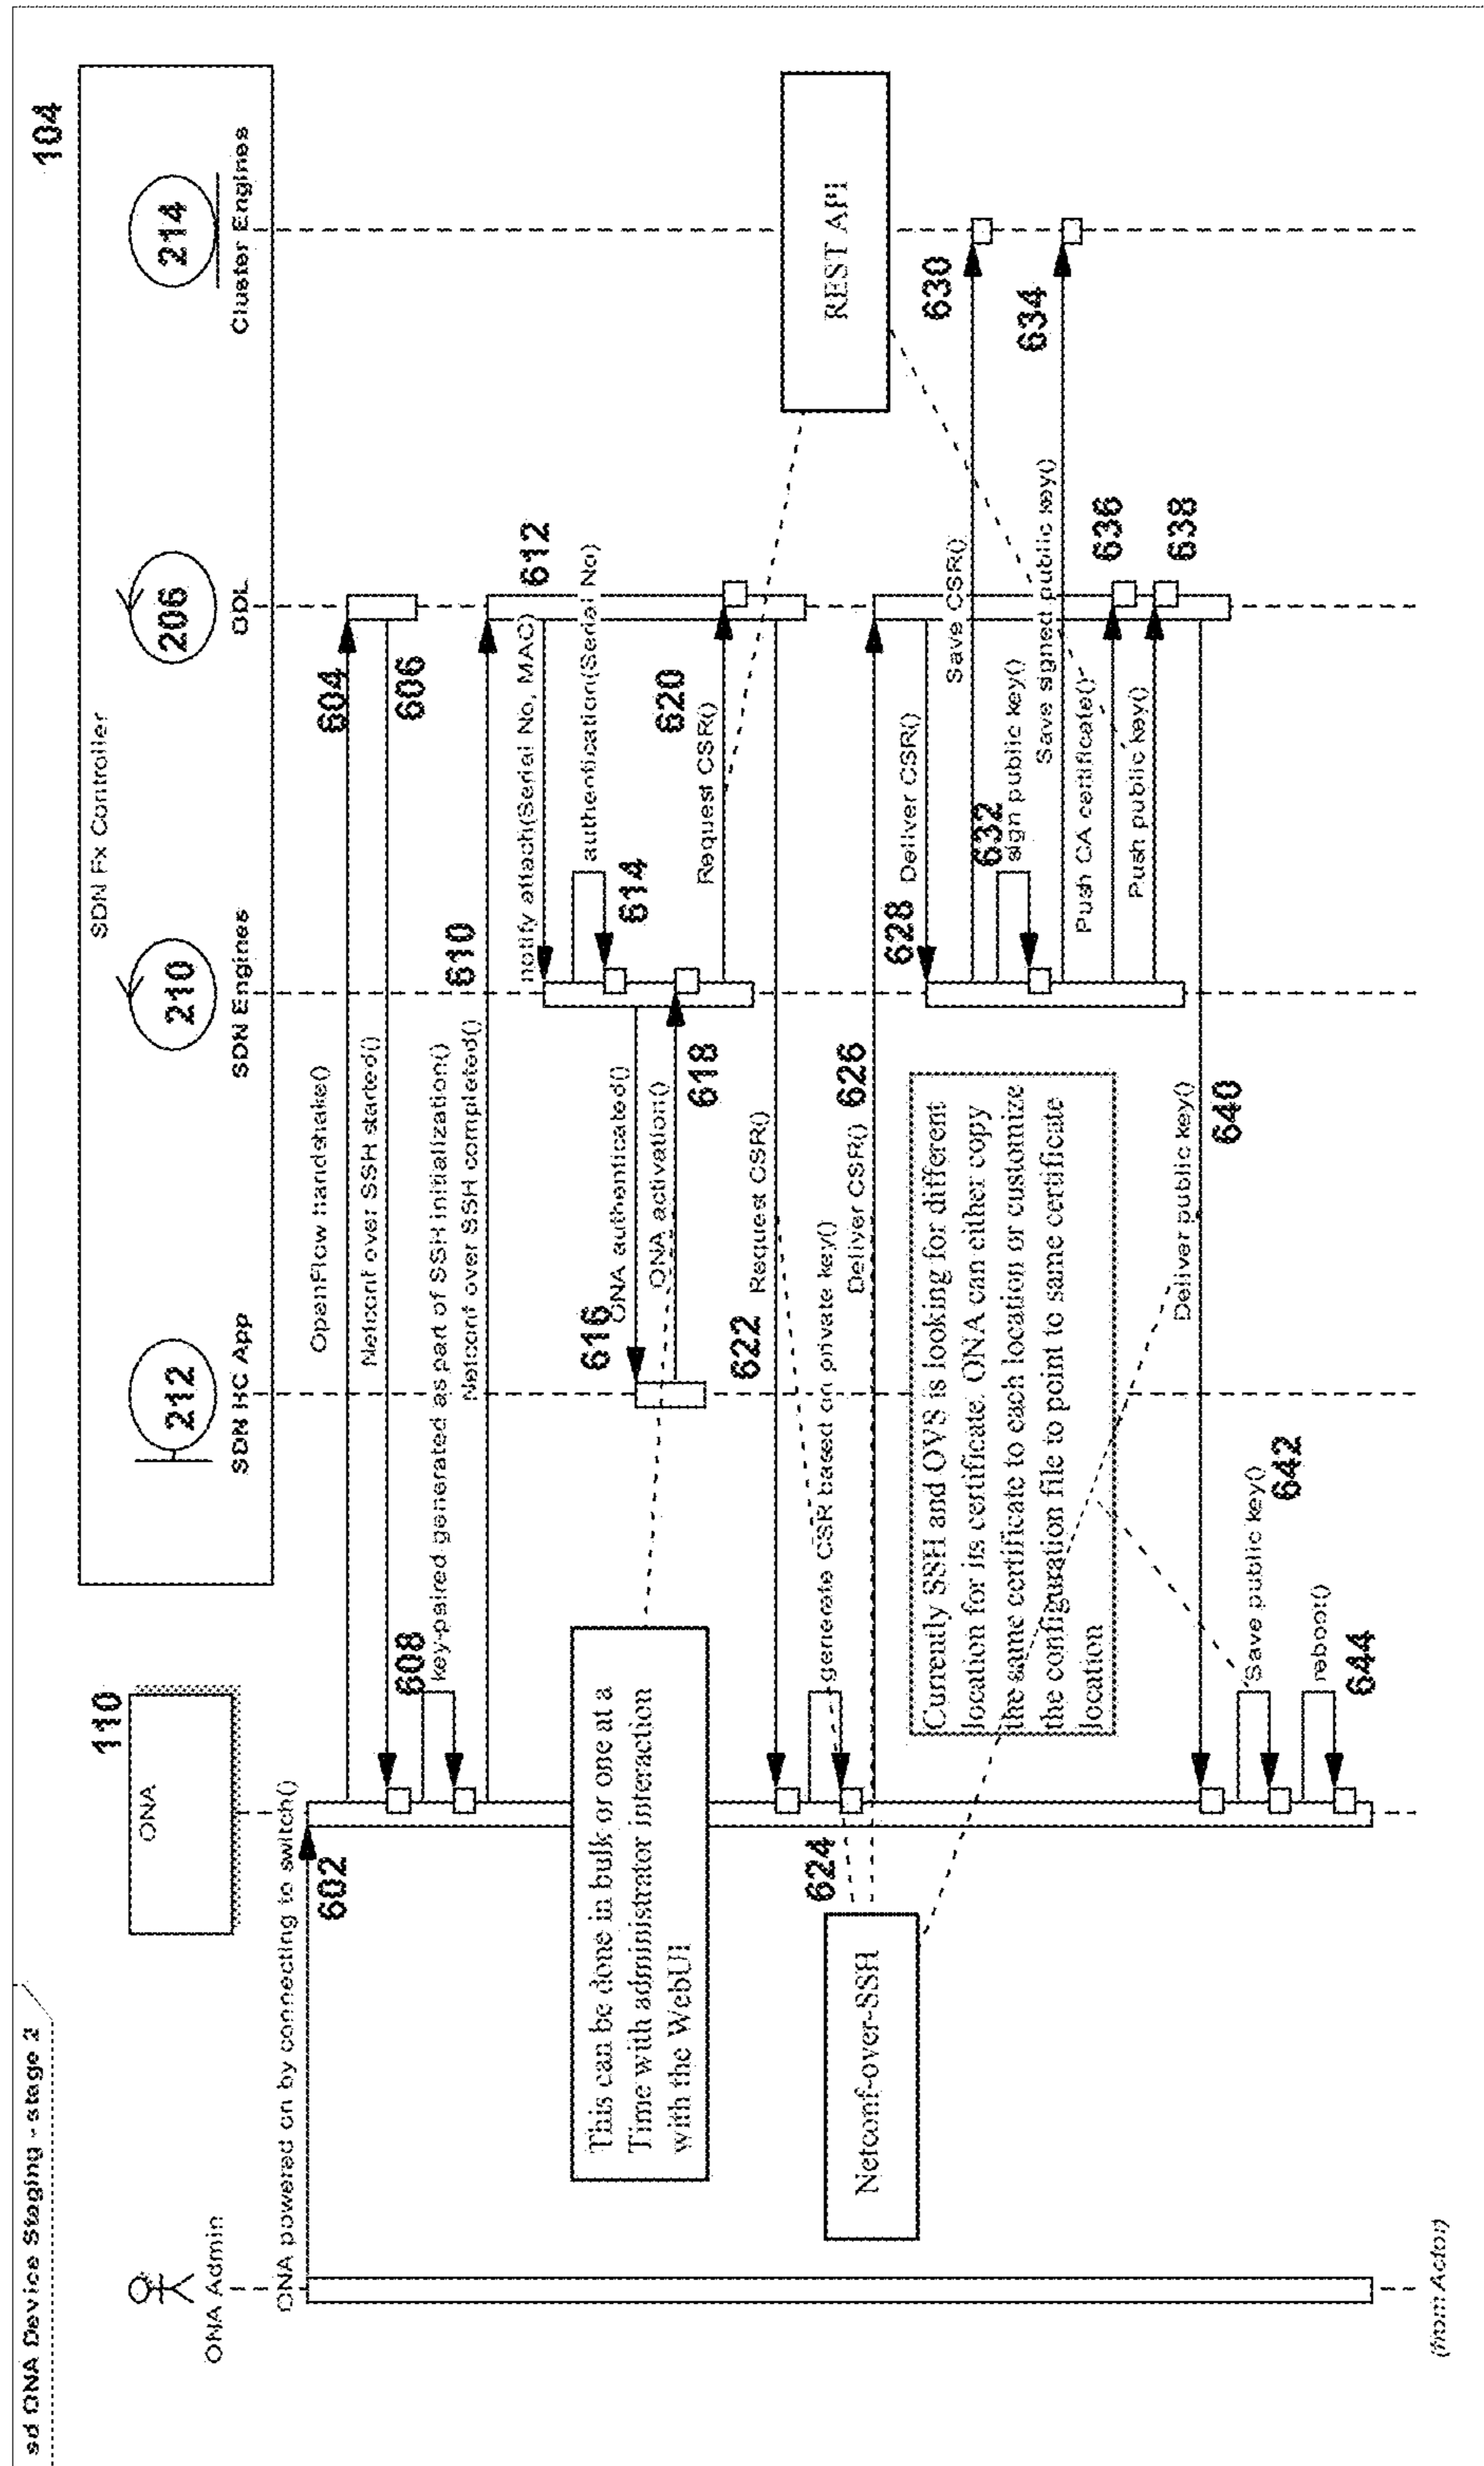 sd ONA Device Staging - stage 2
104
SDN Fx Controller
ONA Admin
110
ONA
212
SDN HC App
210
SDN Engines
206
ODL
214
Cluster Engines
ONA powered on by connecting to switch()
602
OpenFlow handshake()
604
Netconf over SSH started()
606
608
key-paired generated as part of SSH initialization()
Netconf over SSH completed()
610
notify attach(Serial No, MAC)
612
authentication(Serial No)
614
616
ONA authenticated()
ONA activation()
618
This can be done in bulk or one at a
Time with administrator interaction
with the WebUI
620
Request CSR()
REST API
622
Request CSR()
624
generate CSR based on private key()
Deliver CSR()
626
Netconf-over-SSH
628
Deliver CSR()
Save CSR()
630
632
sign public key()
Save signed public key()
634
Currently SSH and OVS is looking for different
location for its certificate. ONA can either copy
the same certificate to each location or customize
the configuration file to point to same certificate
location
Push CA certificate()
636
Push public key()
638
Deliver public key()
640
Save public key()
642
reboot()
644
(from Actor)